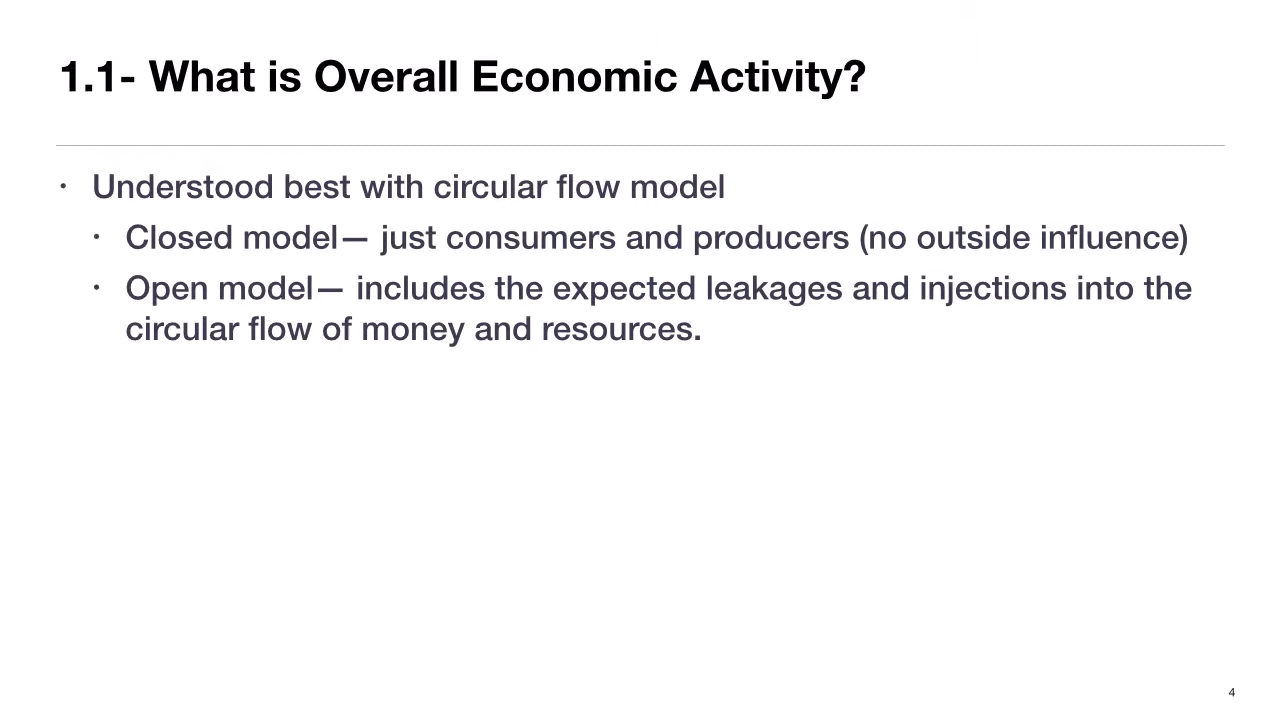 1.1- What is Overall Economic Activity?
• Understood best with circular flow model
• Closed model— just consumers and producers (no outside influence)
• Open model— includes the expected leakages and injections into the
circular flow of money and resources.
4